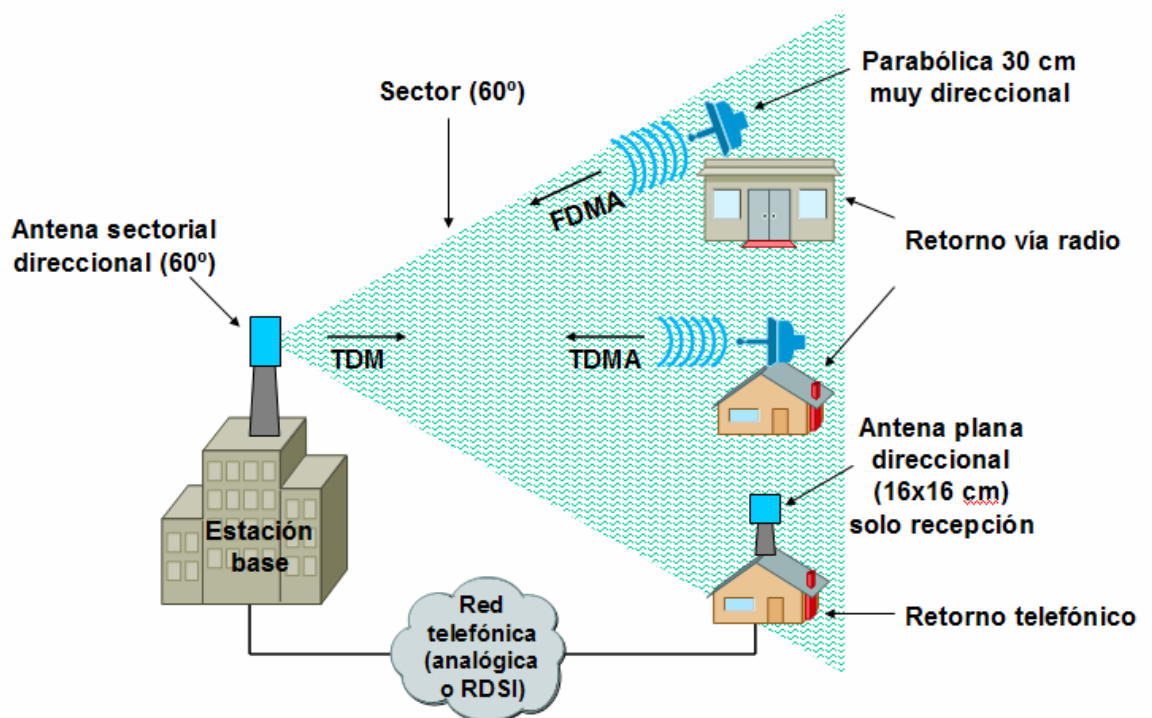 Parabólica 30 cm
muy direccional
Sector (60º)
FDMA
Antena sectorial
direccional (60º)
Retorno vía radio
TDM
TDMA
Antena plana
direccional
(16x16 cm)
solo recepción
Estación
base
Red
telefónica
(analógica
o RDSI)
Retorno telefónico